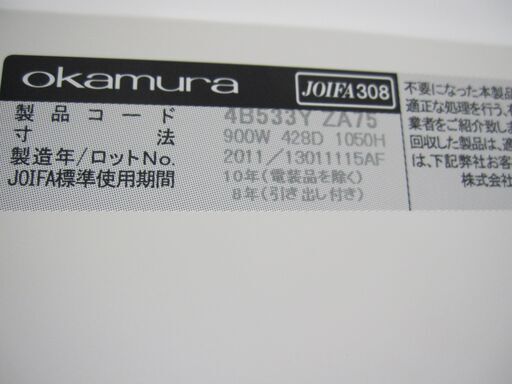 okamura
JOIFA308
製品コード 4B533Y ZA75
寸法 900W 428D 1050H
製造年/ロットNo. 2011/13011115AF
JOIFA標準使用期間 10年(電装品を除く)
8年(引き出し付き)
不要になった本製品
適正な処理を行う、
業者をご紹介致し
回収した製品は、適
は、下記弊社お客
株式会社